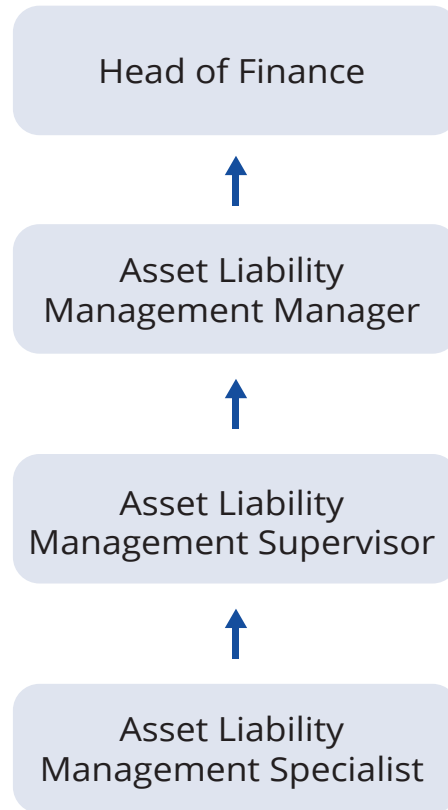 Head of Finance
Asset Liability
Management Manager
Asset Liability
Management Supervisor
Asset Liability
Management Specialist